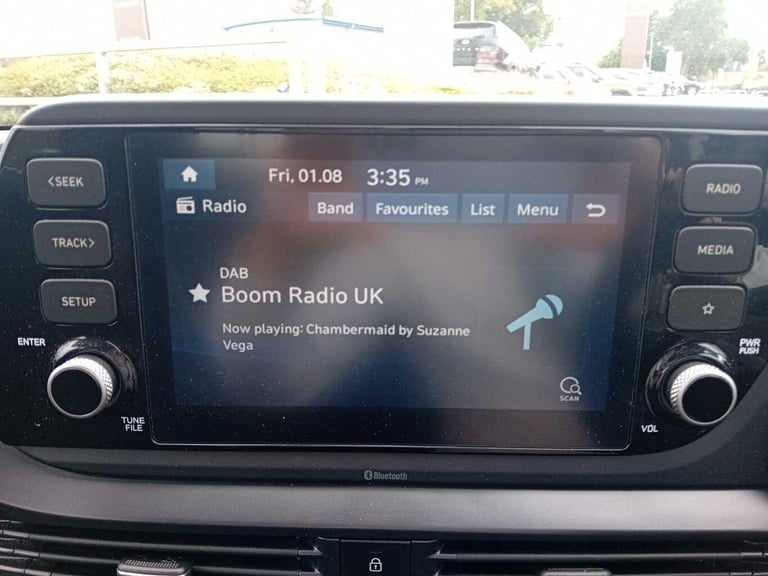 <SEEK
TRACK>
SETUP
ENTER
TUNE
FILE
Fri, 01.08 3:35 PM
Radio Band Favourites List Menu
DAB
Boom Radio UK
Now playing: Chambermaid by Suzanne
Vega
SCAN
RADIO
MEDIA
PWR
PUSH
VOL
Bluetooth